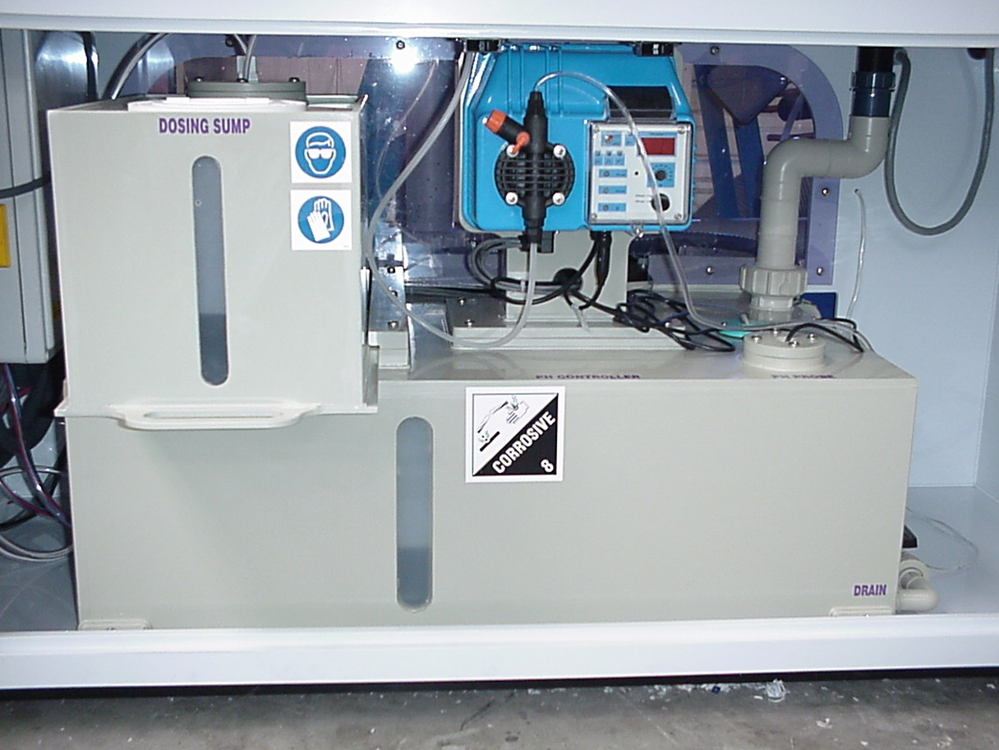 DOSING SUMP
PH CONTROLLER
PH PROBE
CORROSIVE
8
DRAIN